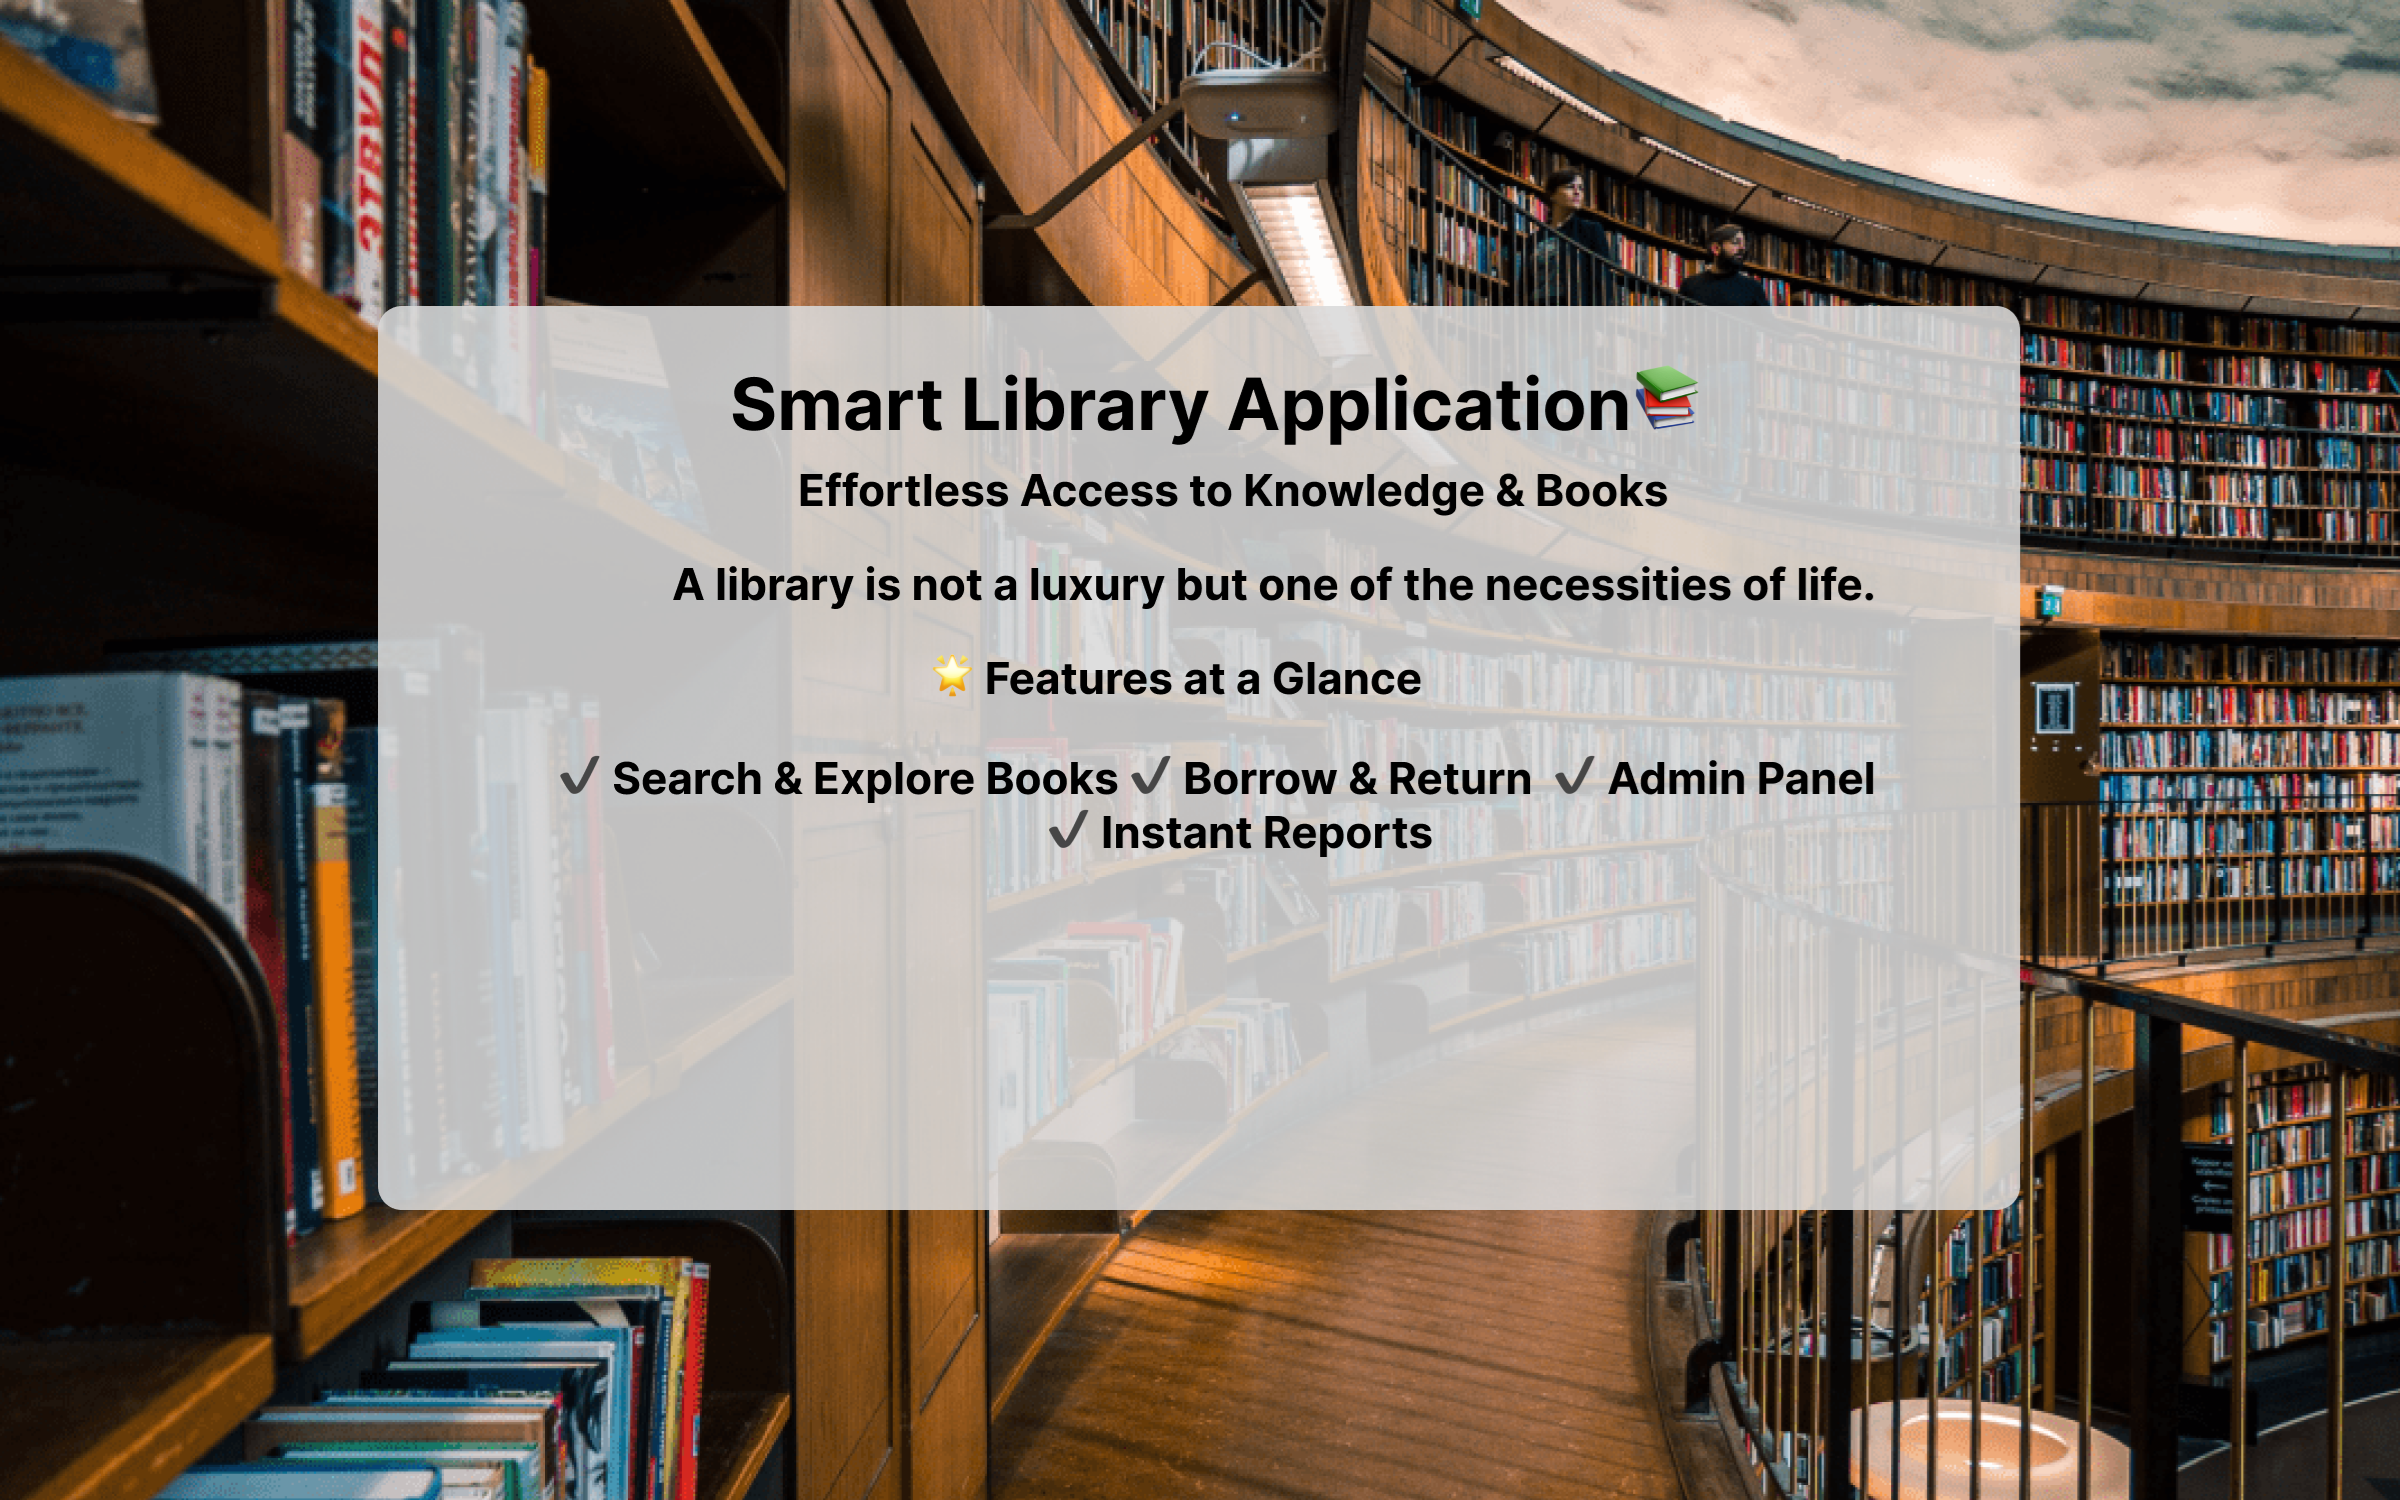 Smart Library Application📚
Effortless Access to Knowledge & Books
A library is not a luxury but one of the necessities of life.
🌟 Features at a Glance
✔ Search & Explore Books ✔ Borrow & Return ✔ Admin Panel
✔ Instant Reports